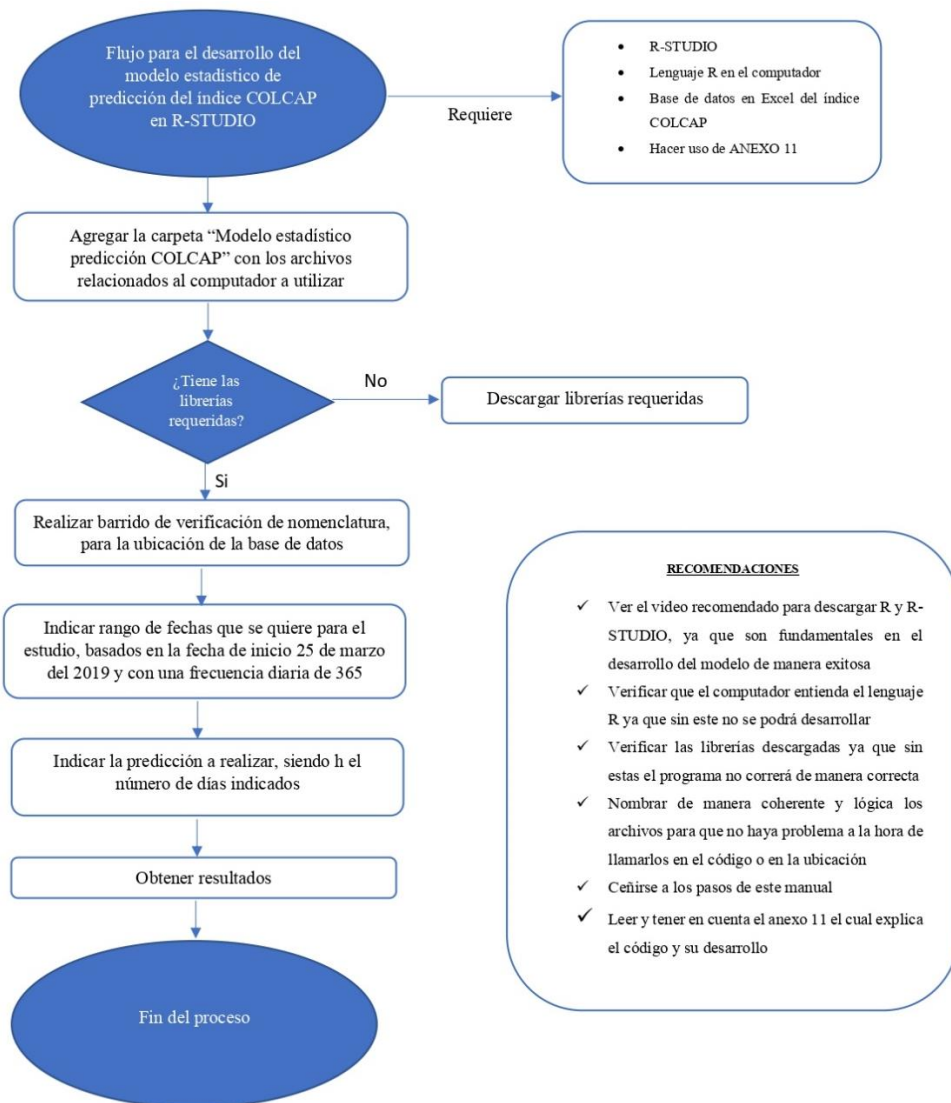 Flujo para el desarrollo del
modelo estadístico de
predicción del índice COLCAP
en R-STUDIO
Requiere
• R-STUDIO
• Lenguaje R en el computador
• Base de datos en Excel del índice
COLCAP
• Hacer uso de ANEXO 11
Agregar la carpeta “Modelo estadístico
predicción COLCAP” con los archivos
relacionados al computador a utilizar
¿Tiene las
librerías
requeridas?
No
Descargar librerías requeridas
Si
Realizar barrido de verificación de nomenclatura,
para la ubicación de la base de datos
Indicar rango de fechas que se quiere para el
estudio, basados en la fecha de inicio 25 de marzo
del 2019 y con una frecuencia diaria de 365
Indicar la predicción a realizar, siendo h el
número de días indicados
Obtener resultados
Fin del proceso
RECOMENDACIONES
✓ Ver el vídeo recomendado para descargar R y R-
STUDIO, ya que son fundamentales en el
desarrollo del modelo de manera exitosa
✓ Verificar que el computador entienda el lenguaje
R ya que sin este no se podrá desarrollar
✓ Verificar las librerías descargadas ya que sin
estas el programa no correrá de manera correcta
✓ Nombrar de manera coherente y lógica los
archivos para que no haya problema a la hora de
llamarlos en el código o en la ubicación
✓ Ceñirse a los pasos de este manual
✓ Leer y tener en cuenta el anexo 11 el cual explica
el código y su desarrollo